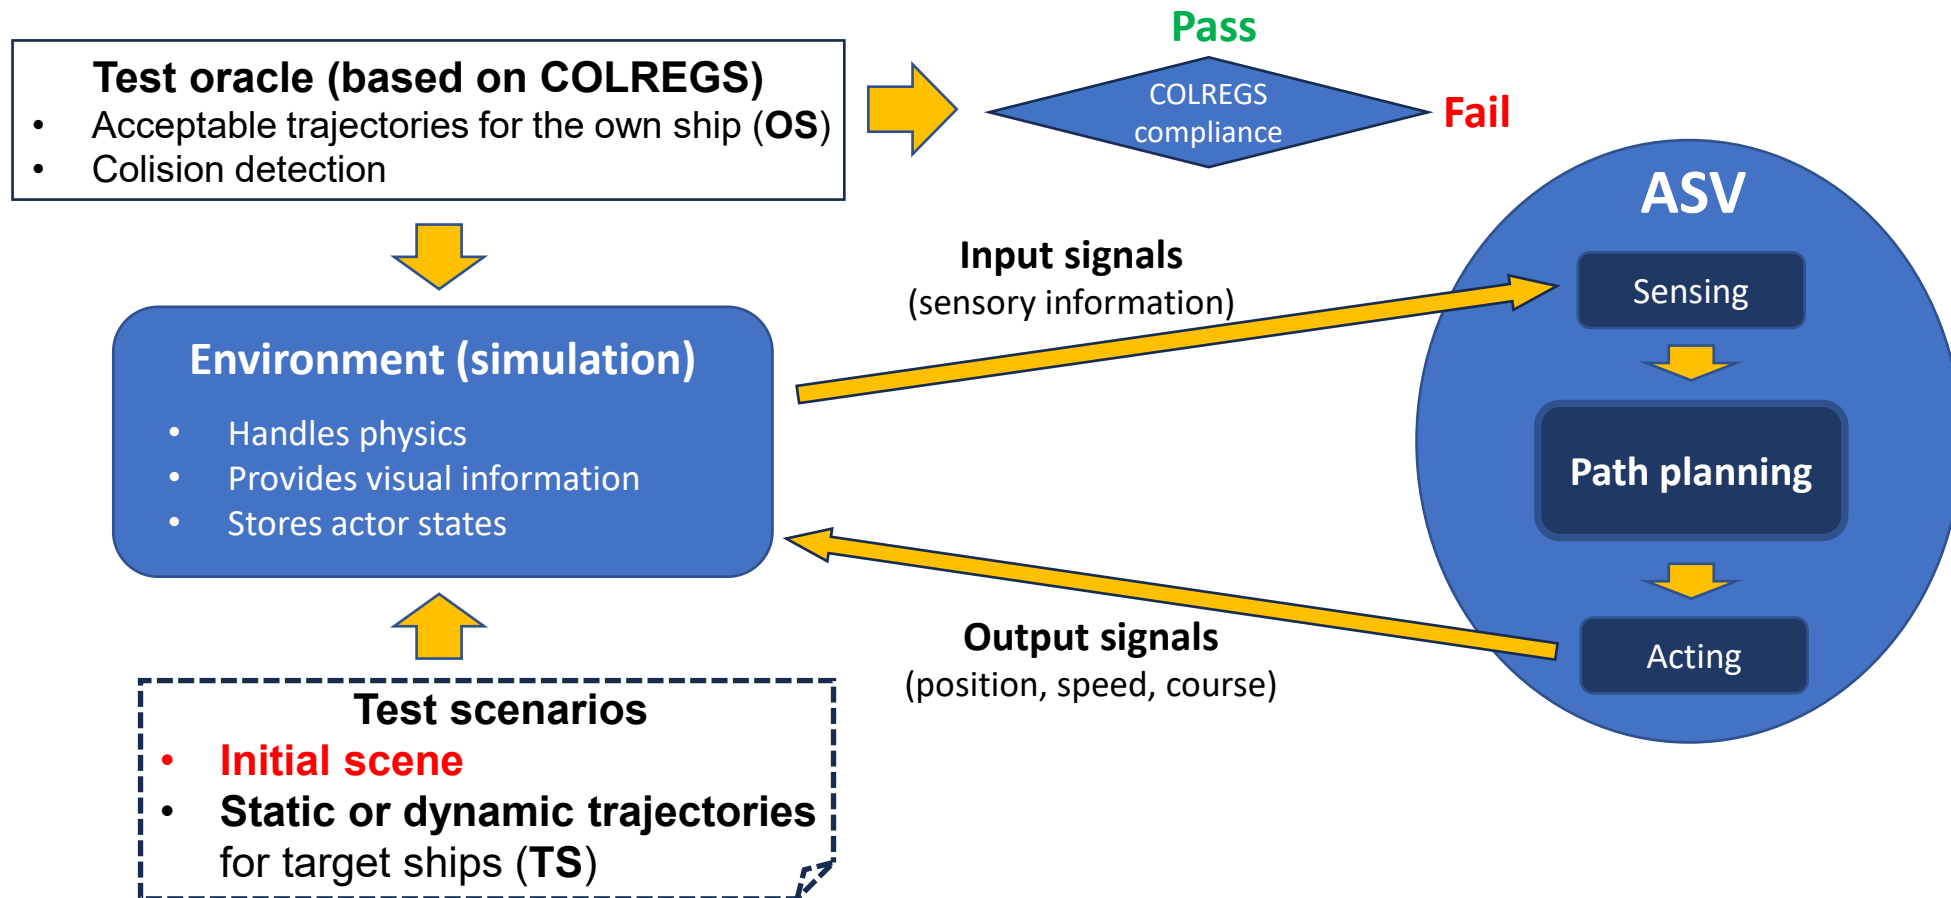 Test oracle (based on COLREGS)
• Acceptable trajectories for the own ship (OS)
• Colision detection
Pass
COLREGS
compliance
Fail
Environment (simulation)
• Handles physics
• Provides visual information
• Stores actor states
Input signals
(sensory information)
Output signals
(position, speed, course)
ASV
Sensing
Path planning
Acting
Test scenarios
• Initial scene
• Static or dynamic trajectories
for target ships (TS)